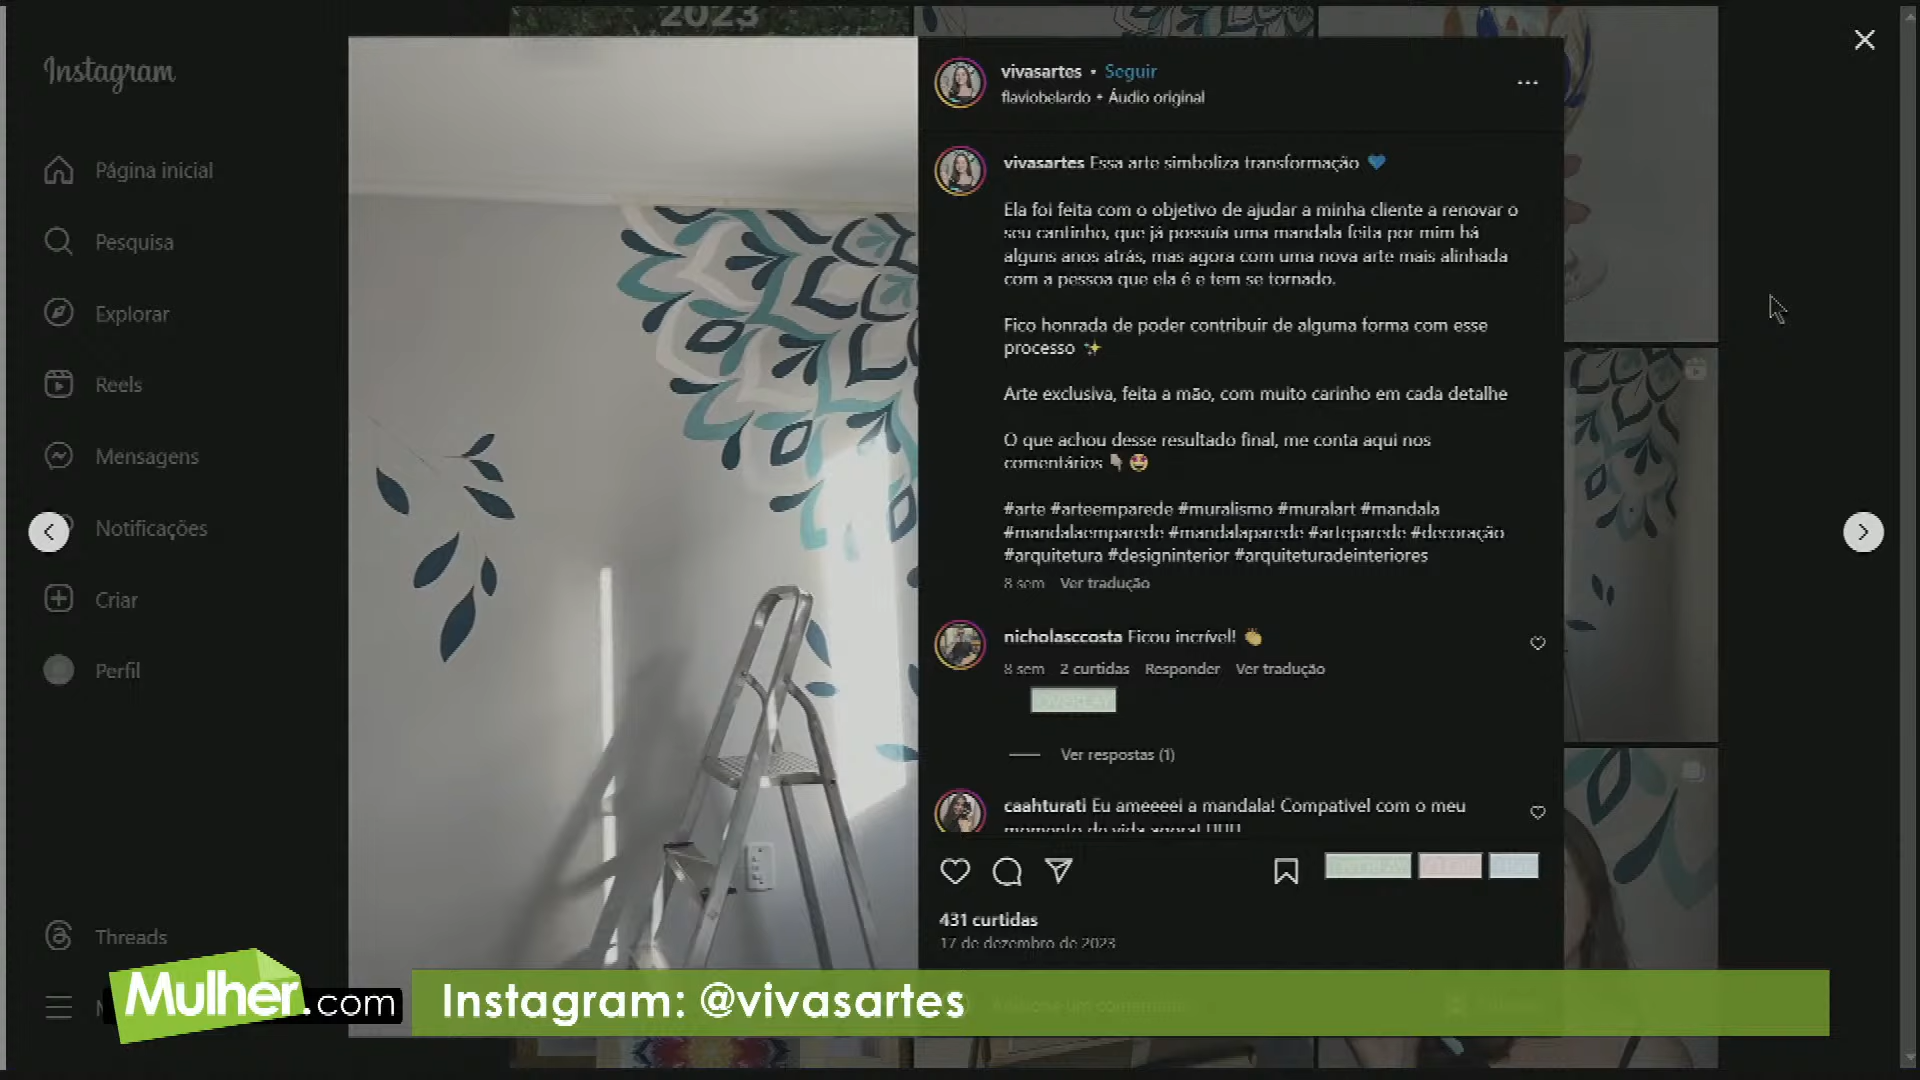 2023
Instagram
Página inicial
Pesquisa
Explorar
Reels
Mensagens
Notificações
Criar
Perfil
Threads
vivasartes • Seguir
flaviobelardo • Áudio original
vivasartes Essa arte simboliza transformação 💙
Ela foi feita com o objetivo de ajudar a minha cliente a renovar o
seu cantinho, que já possuía uma mandala feita por mim há
alguns anos atrás, mas agora com uma nova arte mais alinhada
com a pessoa que ela é e tem se tornado.
Fico honrada de poder contribuir de alguma forma com esse
processo ✨
Arte exclusiva, feita a mão, com muito carinho em cada detalhe
O que achou desse resultado final, me conta aqui nos
comentários 👇🏼 🤩
#arte #arteemparede #muralismo #muralart #mandala
#mandalaemparede #mandalaparede #arteparede #decoração
#arquitetura #designinterior #arquiteturadeinteriores
8 sem Ver tradução
nicholasccosta Ficou incrível! 👏
8 sem 2 curtidas Responder Ver tradução
Ver respostas (1)
caahturati Eu ameeeei a mandala! Compatível com o meu
momento de vida agora!
431 curtidas
17 de dezembro de 2023
Mulher.com
Instagram: @vivasartes